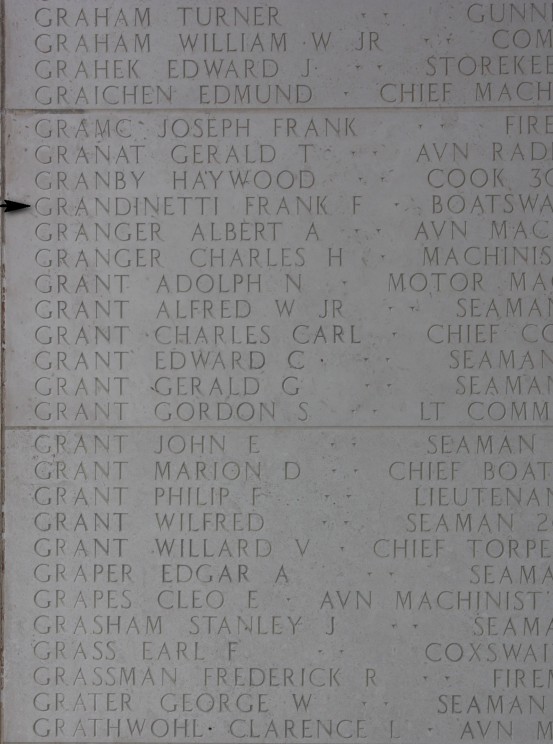 GRAHAM TURNER · · GUNN
GRAHAM WILLIAM W JR · · COM
GRAHEK EDWARD J · · STOREKEE
GRAICHEN EDMUND · CHIEF MACH
GRAMC JOSEPH FRANK · · FIRE
GRANAT GERALD T · · AVN RADI
GRANBY HAYWOOD · · COOK 3C
GRANDINETTI FRANK F · BOATSWA
GRANGER ALBERT A · · AVN MAC
GRANGER CHARLES H · · MACHINIS
GRANT ADOLPH N · · MOTOR MA
GRANT ALFRED W JR · · SEAMAN
GRANT CHARLES CARL · CHIEF CO
GRANT EDWARD C · · SEAMAN
GRANT GERALD G · · SEAMAN
GRANT GORDON S · · LT COMM
GRANT JOHN E · · SEAMAN
GRANT MARION D · · CHIEF BOAT
GRANT PHILIP F · · LIEUTENAN
GRANT WILFRED · · SEAMAN 2
GRANT WILLARD V · CHIEF TORPE
GRAPER EDGAR A · · SEAMA
GRAPES CLEO E · AVN MACHINIST'
GRASHAM STANLEY J · · SEAMA
GRASS EARL F · · COXSWAI
GRASSMAN FREDERICK R · · FIREM
GRATER GEORGE W · · SEAMAN
GRATHWOHL CLARENCE L · AVN M